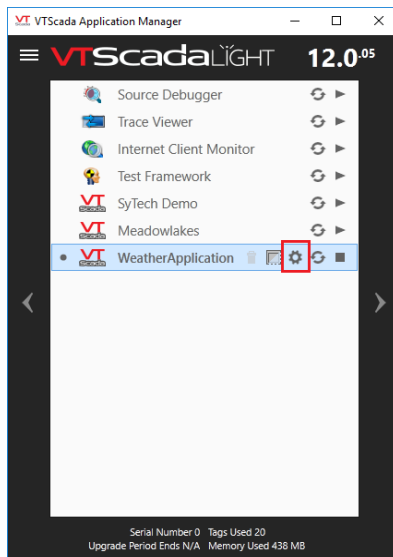 VTScada Application Manager
VTScadaLIGHT 12.0.05
Source Debugger
Trace Viewer
Internet Client Monitor
Test Framework
SyTech Demo
Meadowlakes
WeatherApplication
Serial Number 0 Tags Used 20
Upgrade Period Ends N/A Memory Used 438 MB